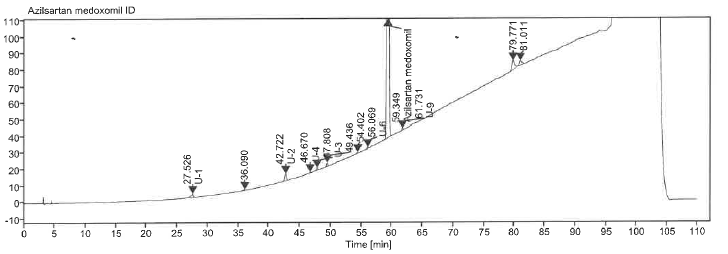 Azilsartan medoxomil ID
110
100
90
80
70
60
50
40
30
20
10
0
-10
27.526
U-1
36.090
42.722
U-2
46.670
U-4
47.808
U-3
49.436
54.402
56.069
U-6
59.349
Azilsartan medoxomil
61.731
U-9
79.771
81.011
0 5 10 15 20 25 30 35 40 45 50 55 60 65 70 75 80 85 90 95 100 105 110
Time [min]